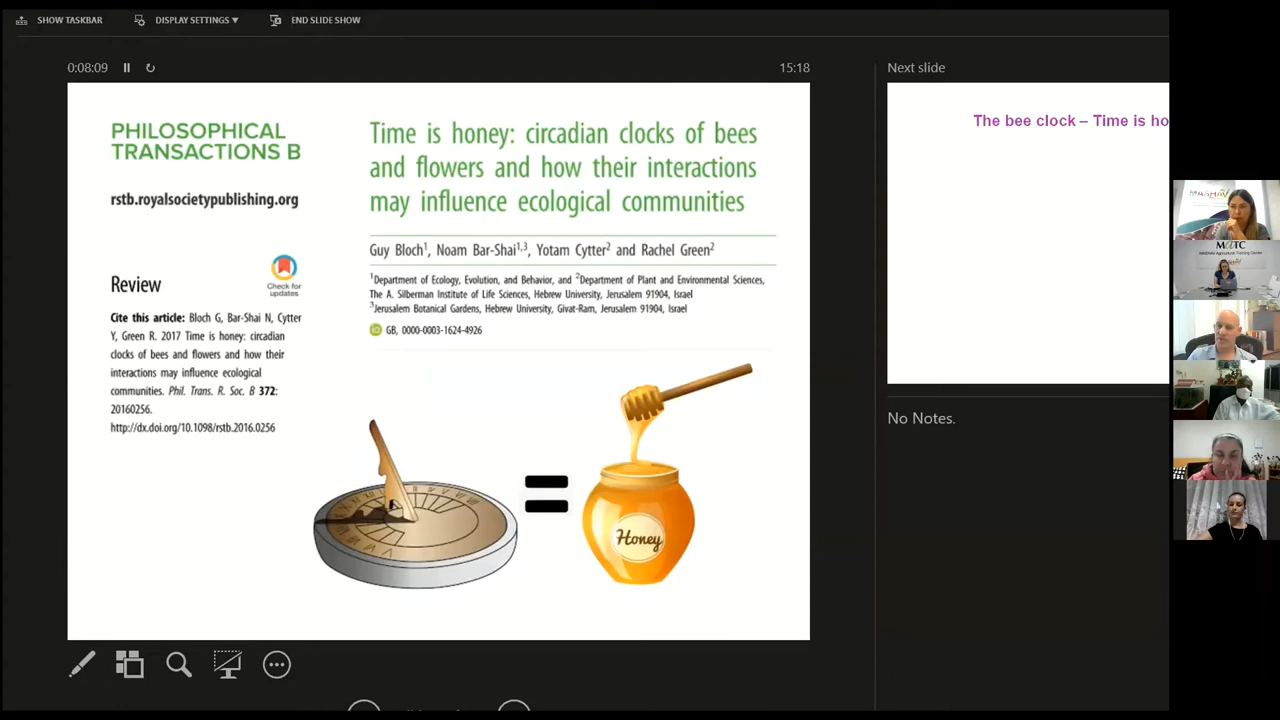 SHOW TASKBAR
DISPLAY SETTINGS ▼
END SLIDE SHOW
0:08:09
15:18
Next slide
PHILOSOPHICAL
TRANSACTIONS B
rstb.royalsocietypublishing.org
Review
Check for
updates
Cite this article: Bloch G, Bar-Shai N, Cytter
Y, Green R. 2017 Time is honey: circadian
clocks of bees and flowers and how their
interactions may influence ecological
communities. Phil. Trans. R. Soc. B 372:
20160256.
http://dx.doi.org/10.1098/rstb.2016.0256
Time is honey: circadian clocks of bees
and flowers and how their interactions
may influence ecological communities
Guy Bloch1, Noam Bar-Shai1,3, Yotam Cytter2 and Rachel Green2
1Department of Ecology, Evolution, and Behavior, and 2Department of Plant and Environmental Sciences,
The A. Silberman Institute of Life Sciences, Hebrew University, Jerusalem 91904, Israel
3Jerusalem Botanical Gardens, Hebrew University, Givat-Ram, Jerusalem 91904, Israel
iD GB, 0000-0003-1624-4926
Honey
The bee clock – Time is ho
No Notes.
MASHAV